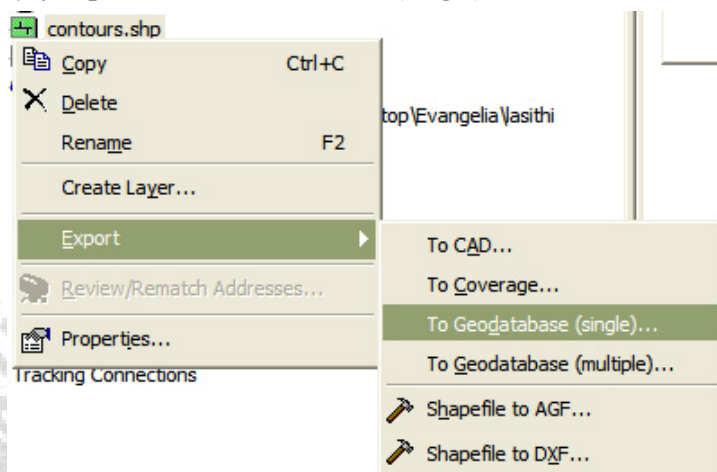 contours.shp
Copy Ctrl+C
Delete
top\Evangelia\lasithi
Rename F2
Create Layer...
Export
To CAD...
To Coverage...
Review/Rematch Addresses...
To Geodatabase (single)...
Properties...
To Geodatabase (multiple)...
Tracking Connections
Shapefile to AGF...
Shapefile to DXF...